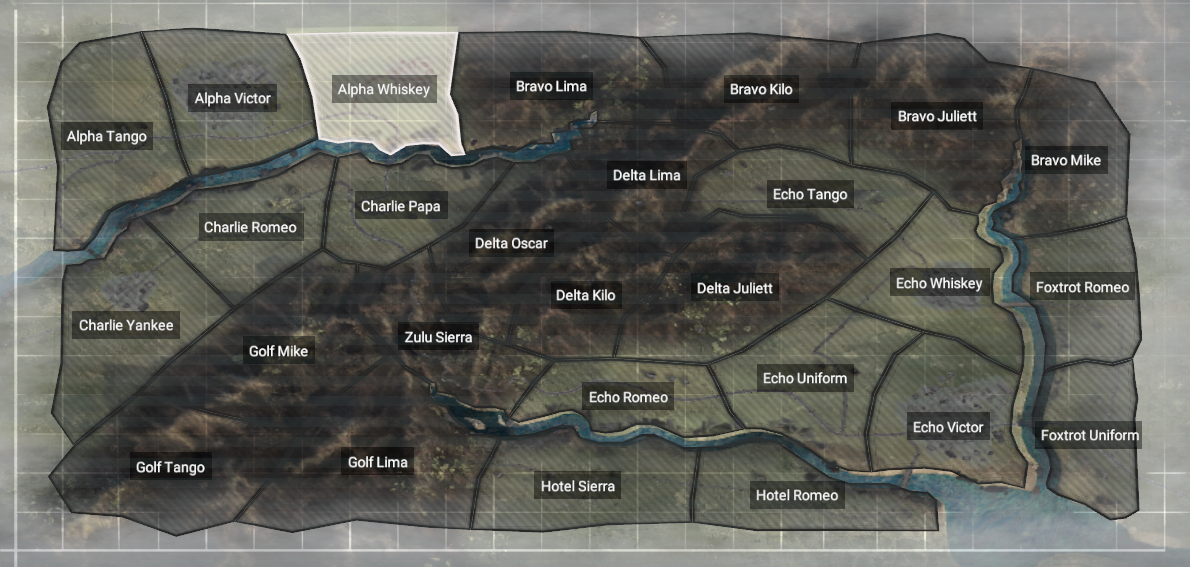 Bravo Lima
Alpha Whiskey
Bravo Kilo
Alpha Victor
Bravo Juliett
Alpha Tango
Bravo Mike
Delta Lima
Echo Tango
Charlie Papa
Charlie Romeo
Delta Oscar
Echo Whiskey
Foxtrot Romeo
Delta Juliett
Delta Kilo
Charlie Yankee
Zulu Sierra
Golf Mike
Echo Uniform
Echo Romeo
Echo Victor
Foxtrot Uniform
Golf Lima
Golf Tango
Hotel Sierra
Hotel Romeo